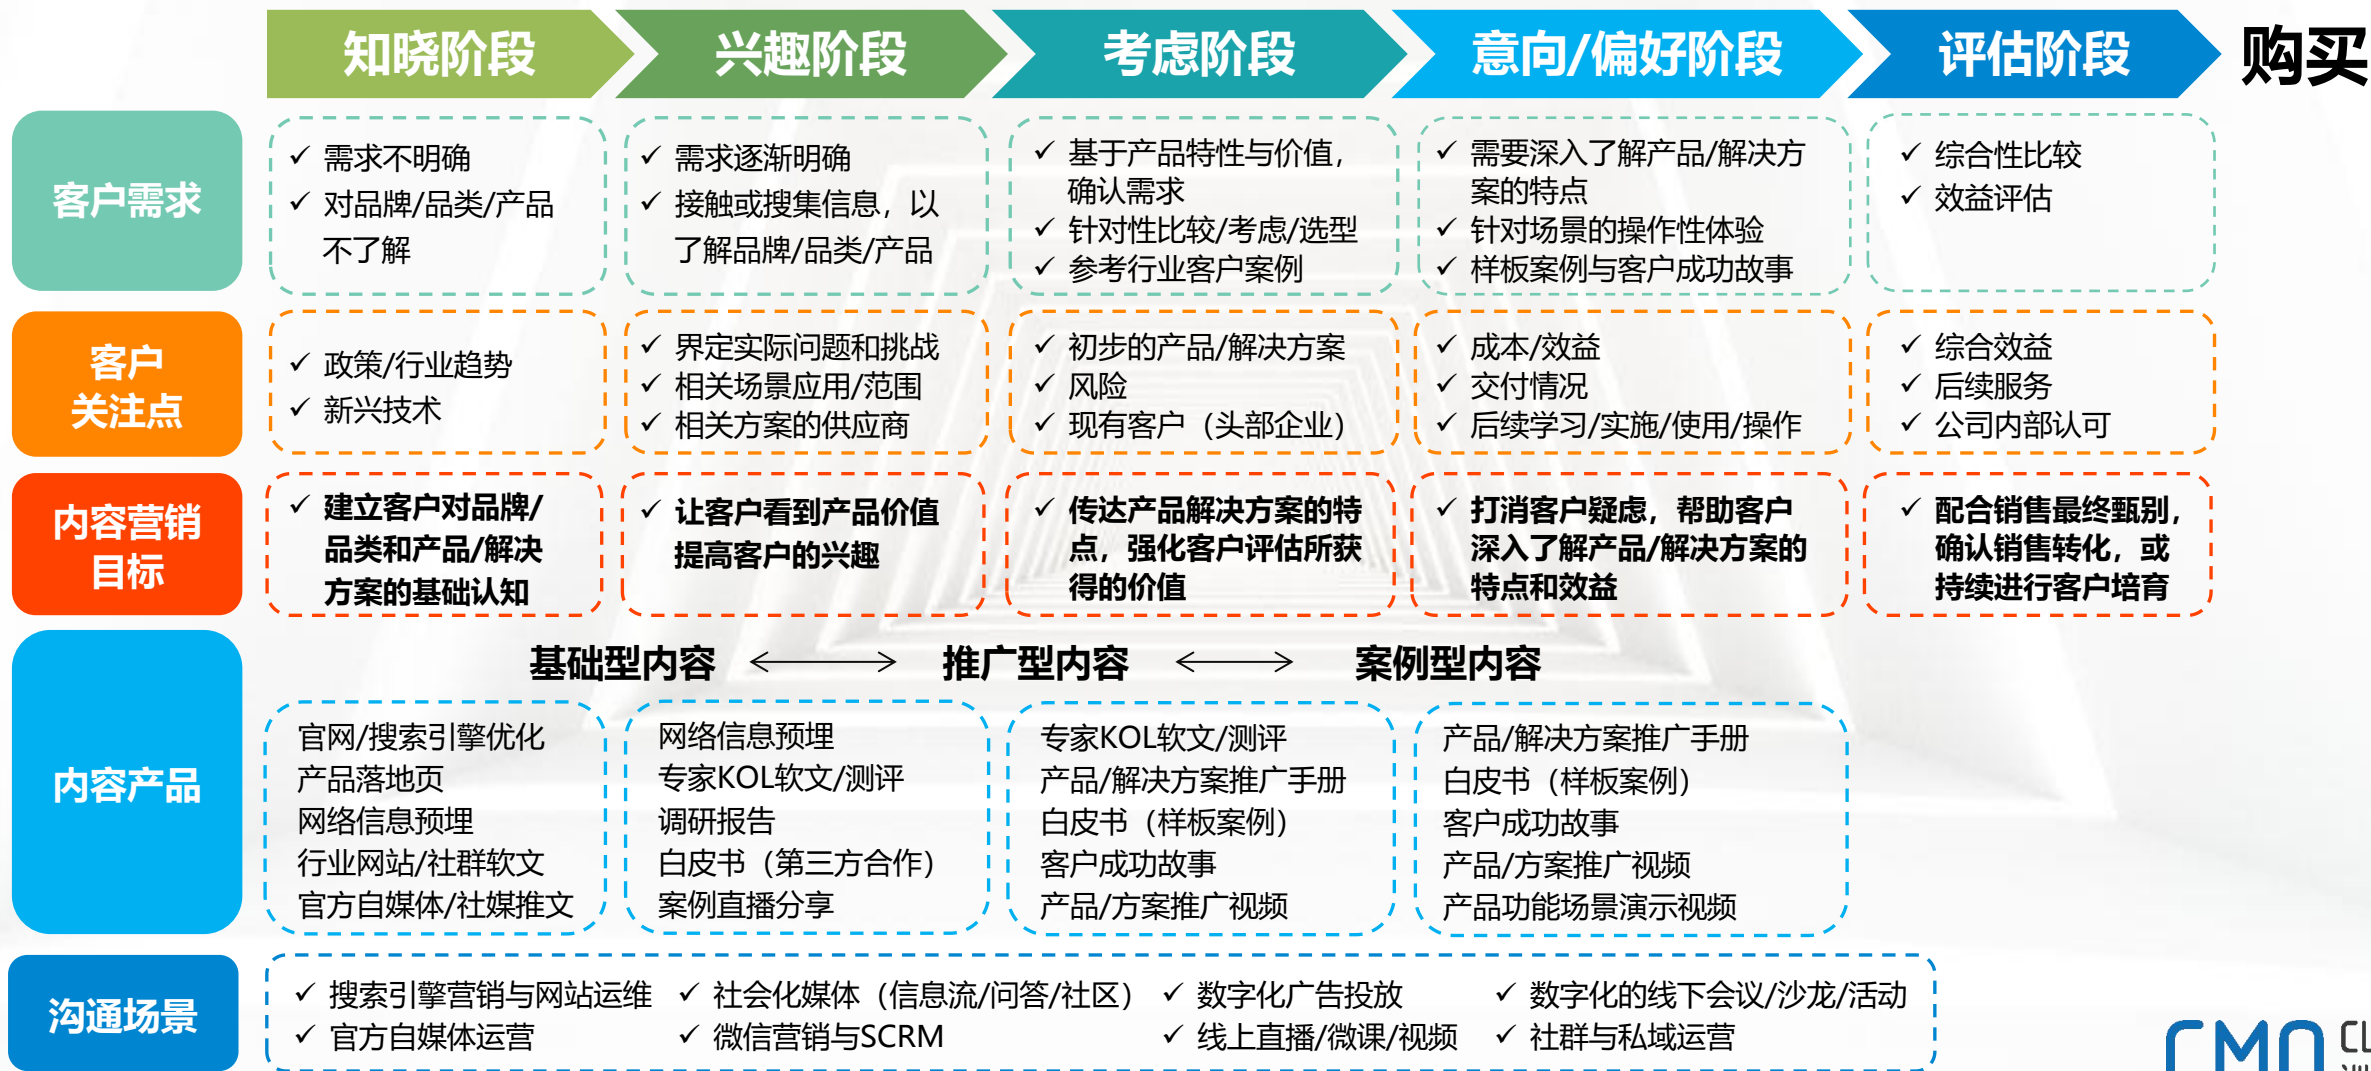 知晓阶段
兴趣阶段
考虑阶段
意向/偏好阶段
评估阶段
购买
客户需求
✓ 需求不明确
✓ 对品牌/品类/产品
不了解
✓ 需求逐渐明确
✓ 接触或搜集信息，以
了解品牌/品类/产品
✓ 基于产品特性与价值，
确认需求
✓ 针对性比较/考虑/选型
✓ 参考行业客户案例
✓ 需要深入了解产品/解决方
案的特点
✓ 针对场景的操作性体验
✓ 样板案例与客户成功故事
✓ 综合性比较
✓ 效益评估
客户
关注点
✓ 政策/行业趋势
✓ 新兴技术
✓ 界定实际问题和挑战
✓ 相关场景应用/范围
✓ 相关方案的供应商
✓ 初步的产品/解决方案
✓ 风险
✓ 现有客户（头部企业）
✓ 成本/效益
✓ 交付情况
✓ 后续学习/实施/使用/操作
✓ 综合效益
✓ 后续服务
✓ 公司内部认可
内容营销
目标
✓ 建立客户对品牌/
品类和产品/解决
方案的基础认知
✓ 让客户看到产品价值
提高客户的兴趣
✓ 传达产品解决方案的特
点，强化客户评估所获
得的价值
✓ 打消客户疑虑，帮助客户
深入了解产品/解决方案的
特点和效益
✓ 配合销售最终甄别，
确认销售转化，或
持续进行客户培育
内容产品
基础型内容
推广型内容
案例型内容
官网/搜索引擎优化
产品落地页
网络信息预埋
行业网站/社群软文
官方自媒体/社媒推文
网络信息预埋
专家KOL软文/测评
调研报告
白皮书（第三方合作）
案例直播分享
专家KOL软文/测评
产品/解决方案推广手册
白皮书（样板案例）
客户成功故事
产品/方案推广视频
产品/解决方案推广手册
白皮书（样板案例）
客户成功故事
产品/方案推广视频
产品功能场景演示视频
沟通场景
✓ 搜索引擎营销与网站运维
✓ 社会化媒体（信息流/问答/社区）
✓ 数字化广告投放
✓ 数字化的线下会议/沙龙/活动
✓ 官方自媒体运营
✓ 微信营销与SCRM
✓ 线上直播/微课/视频
✓ 社群与私域运营
CL